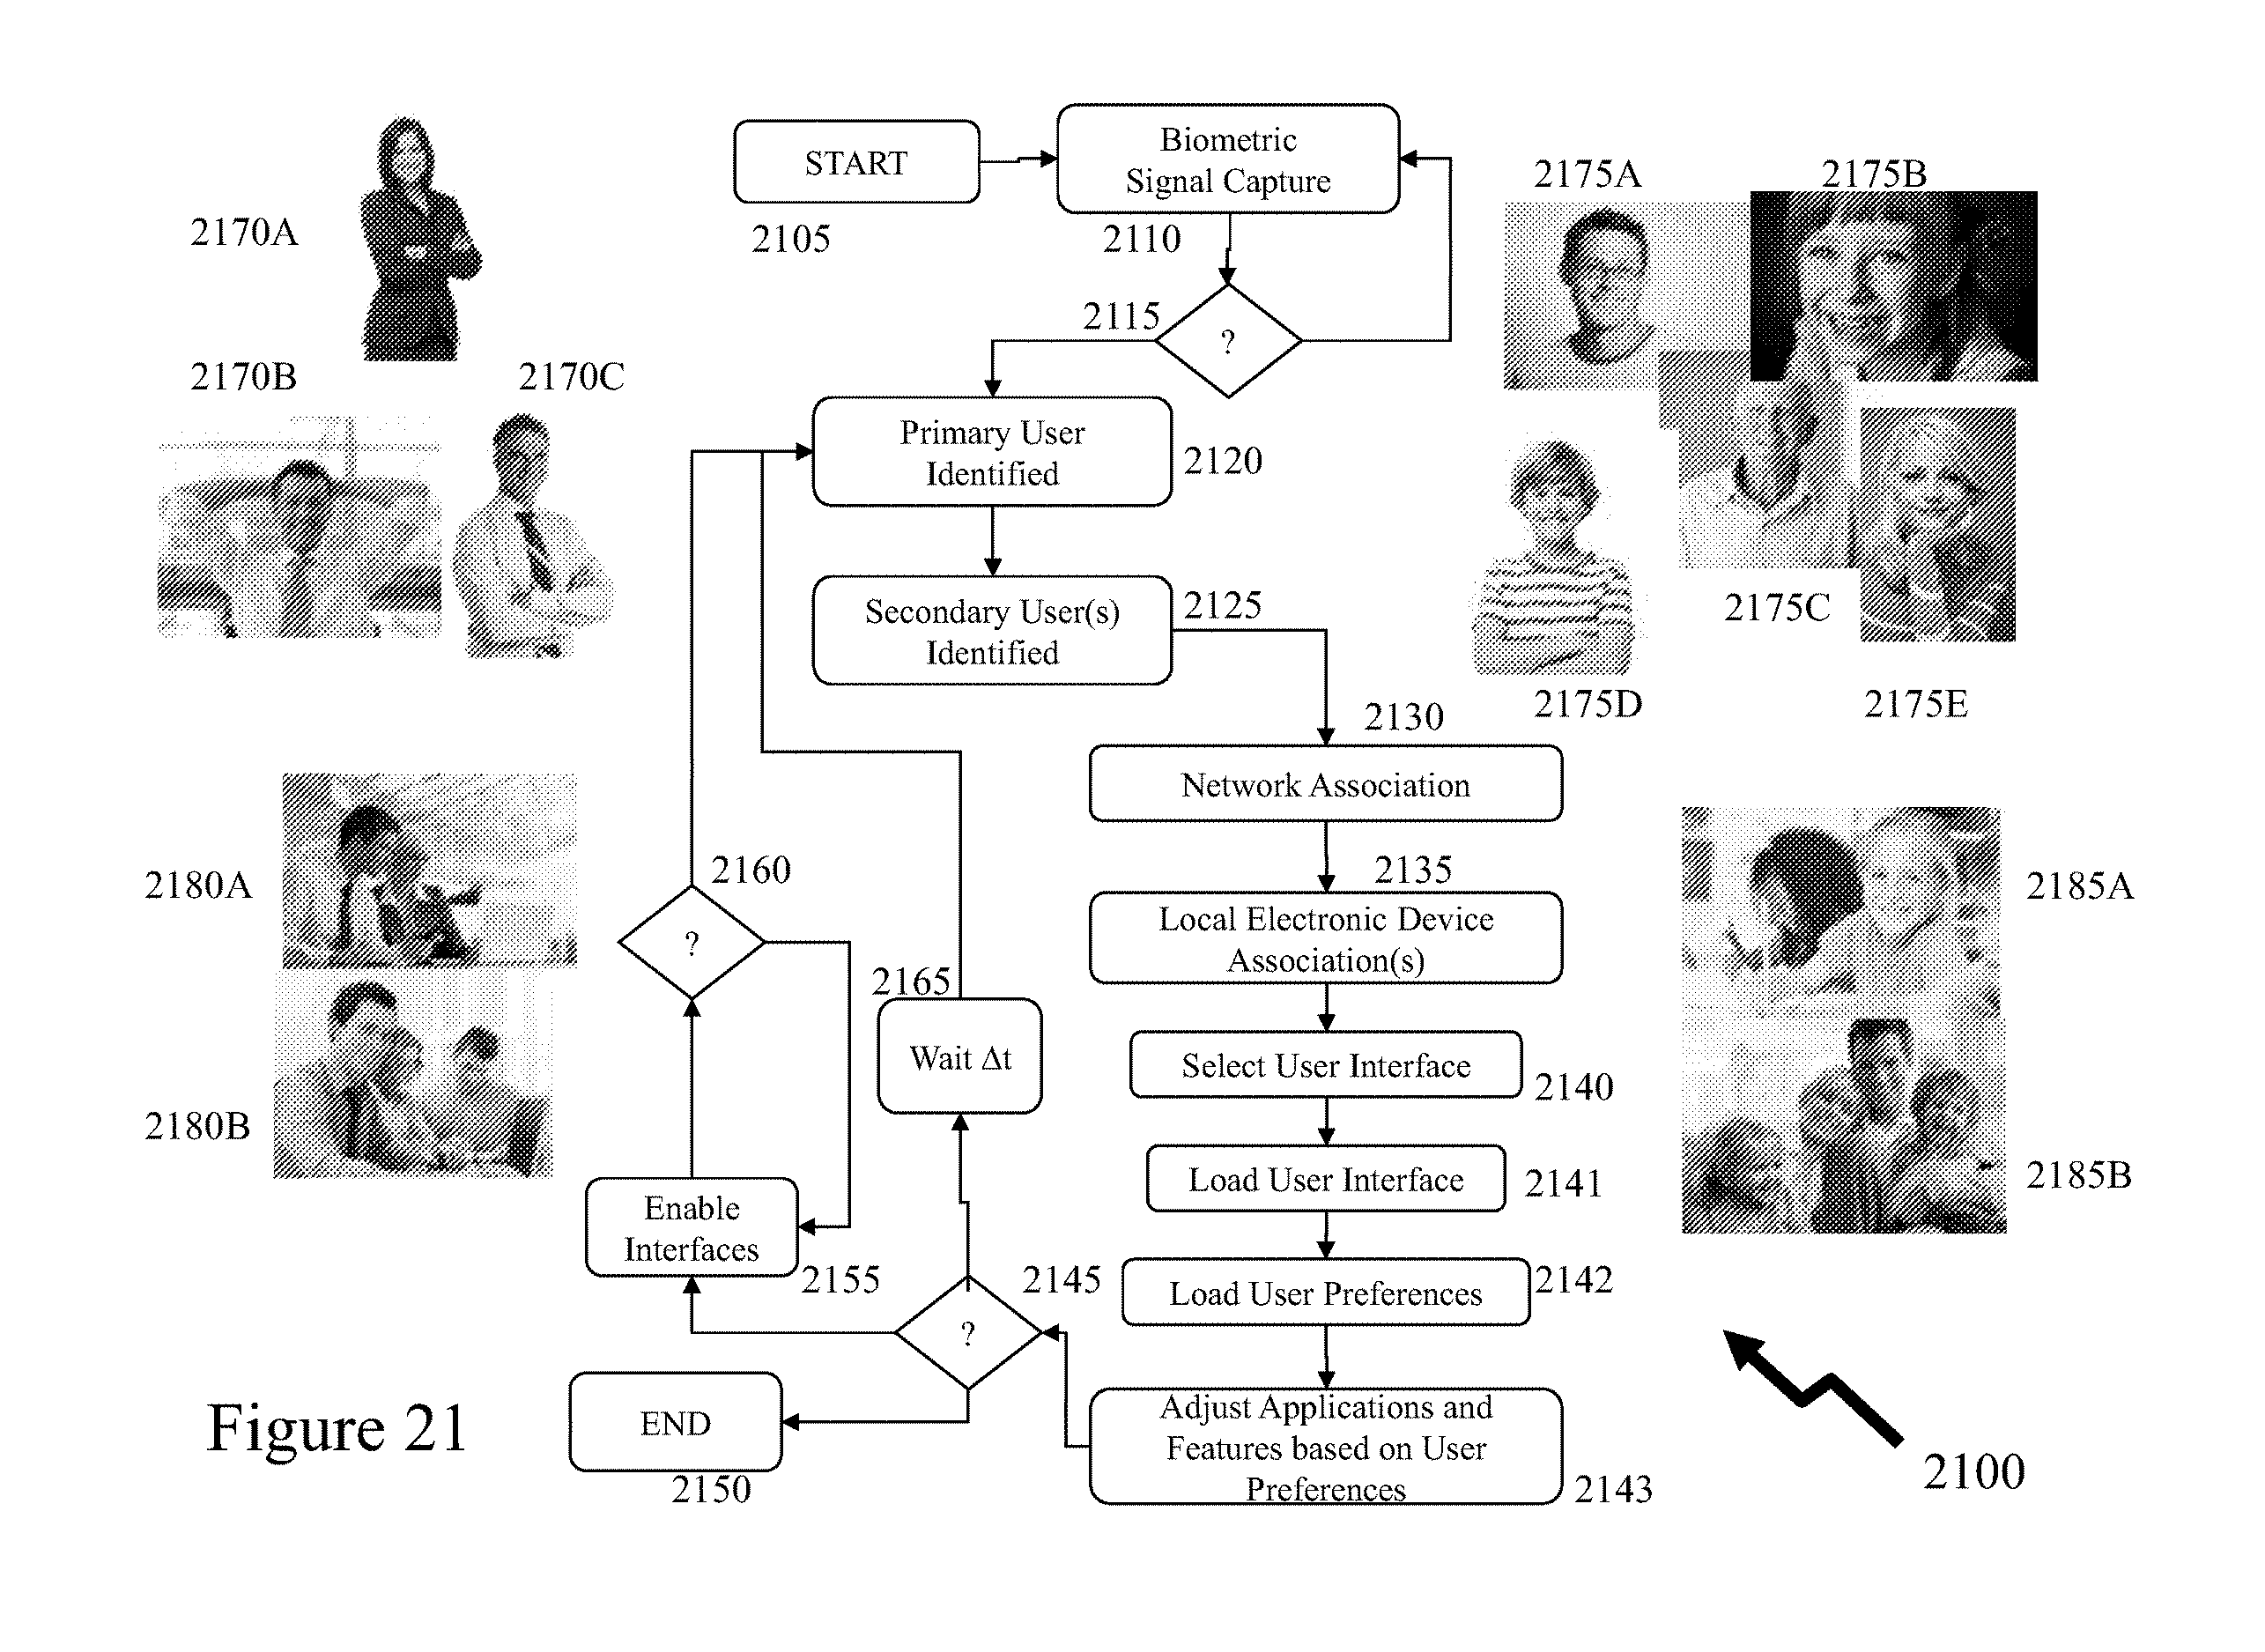 START
2105
Biometric
Signal Capture
2110
2115
?
2170A
2170B
2170C
2175A
2175B
2175C
2175D
2175E
Primary User
Identified
2120
Secondary User(s)
Identified
2125
2130
Network Association
2135
Local Electronic Device
Association(s)
Select User Interface
2140
Load User Interface
2141
Load User Preferences
2142
Adjust Applications and
Features based on User
Preferences
2143
2145
?
2165
Wait Δt
2160
?
Enable
Interfaces
2155
END
2150
2180A
2180B
2185A
2185B
Figure 21
2100